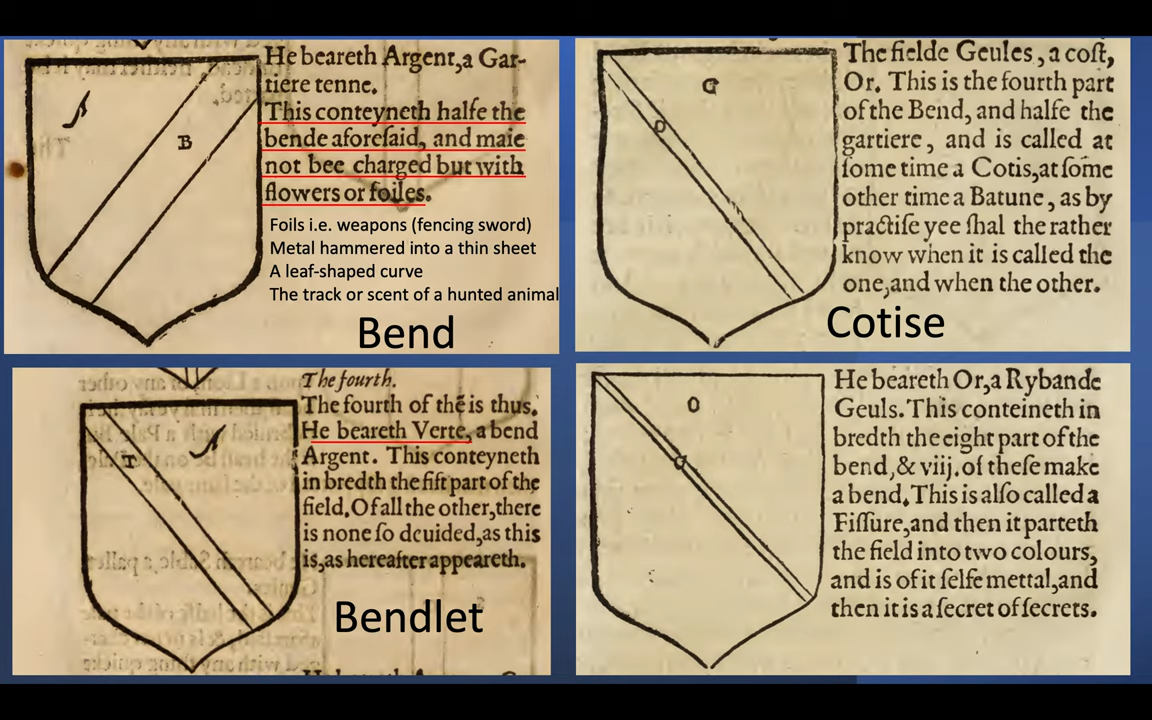 He beareth Argent,a Gar-
tiere tenne.
This conteyneth halfe the
bende aforeſaid, and maie
not bee charged but with
flowers or foiles.
Foils i.e. weapons (fencing sword)
Metal hammered into a thin sheet
A leaf-shaped curve
The track or scent of a hunted animal
B
Bend
The fielde Geules, a coſt,
Or. This is the fourth part
of the Bend, and halfe the
gartiere, and is called at
ſome time a Cotis,at ſome
other time a Batune, as by
practiſe yee ſhal the rather
know when it is called the
one,and when the other.
G
O
Cotise
The fourth.
The fourth of thē is thus.
He beareth Verte, a bend
Argent. This conteyneth
in bredth the fift part of the
field.Of all the other,there
is none ſo deuided,as this
is,as hereafter appeareth.
Bendlet
He beareth Or,a Rybande
Geuls. This conteineth in
bredth the eight part of the
bend,& viij.of theſe make
a bend.This is alſo called a
Fiſſure,and then it parteth
the field into two colours,
and is of it ſelfe mettal,and
then it is a ſecret of ſecrets.
O
G